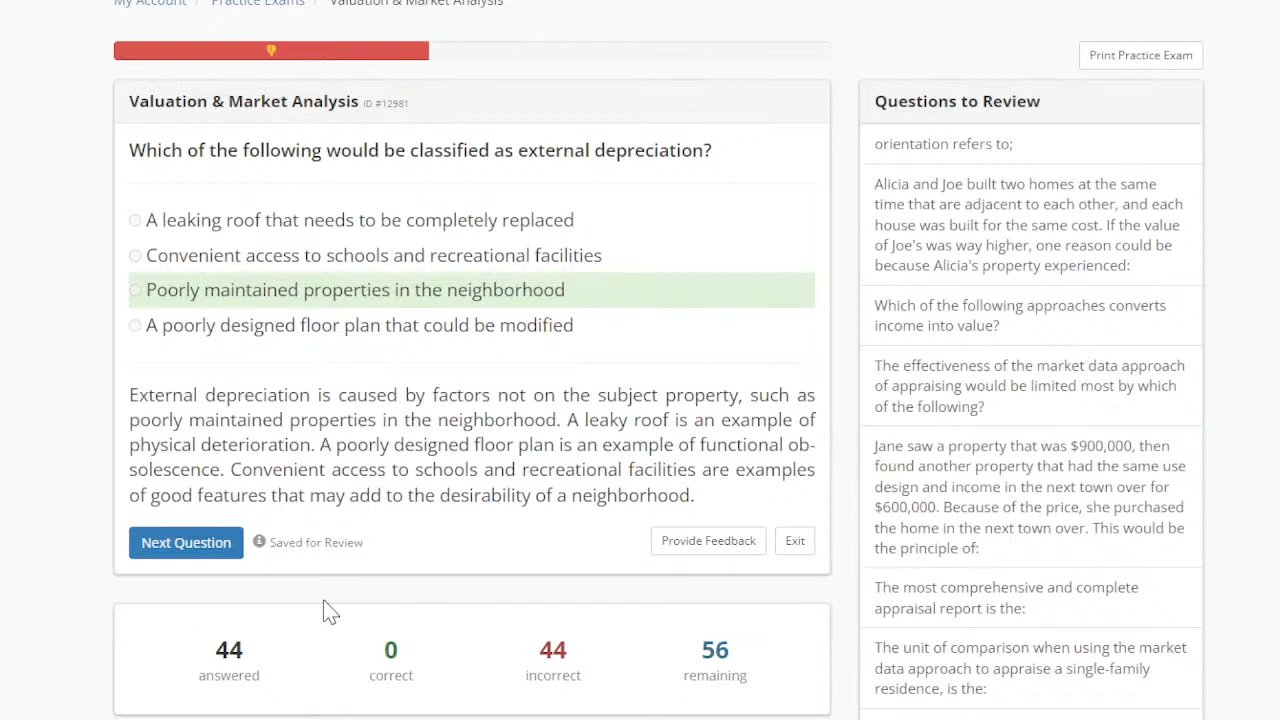 My Account / Practice Exams / Valuation & Market Analysis
Print Practice Exam
Valuation & Market Analysis ID #12981
Which of the following would be classified as external depreciation?
A leaking roof that needs to be completely replaced
Convenient access to schools and recreational facilities
Poorly maintained properties in the neighborhood
A poorly designed floor plan that could be modified
External depreciation is caused by factors not on the subject property, such as
poorly maintained properties in the neighborhood. A leaky roof is an example of
physical deterioration. A poorly designed floor plan is an example of functional ob-
solescence. Convenient access to schools and recreational facilities are examples
of good features that may add to the desirability of a neighborhood.
Next Question
Saved for Review
Provide Feedback
Exit
44
answered
0
correct
44
incorrect
56
remaining
Questions to Review
orientation refers to;
Alicia and Joe built two homes at the same
time that are adjacent to each other, and each
house was built for the same cost. If the value
of Joe's was way higher, one reason could be
because Alicia's property experienced:
Which of the following approaches converts
income into value?
The effectiveness of the market data approach
of appraising would be limited most by which
of the following?
Jane saw a property that was $900,000, then
found another property that had the same use
design and income in the next town over for
$600,000. Because of the price, she purchased
the home in the next town over. This would be
the principle of:
The most comprehensive and complete
appraisal report is the:
The unit of comparison when using the market
data approach to appraise a single-family
residence, is the: